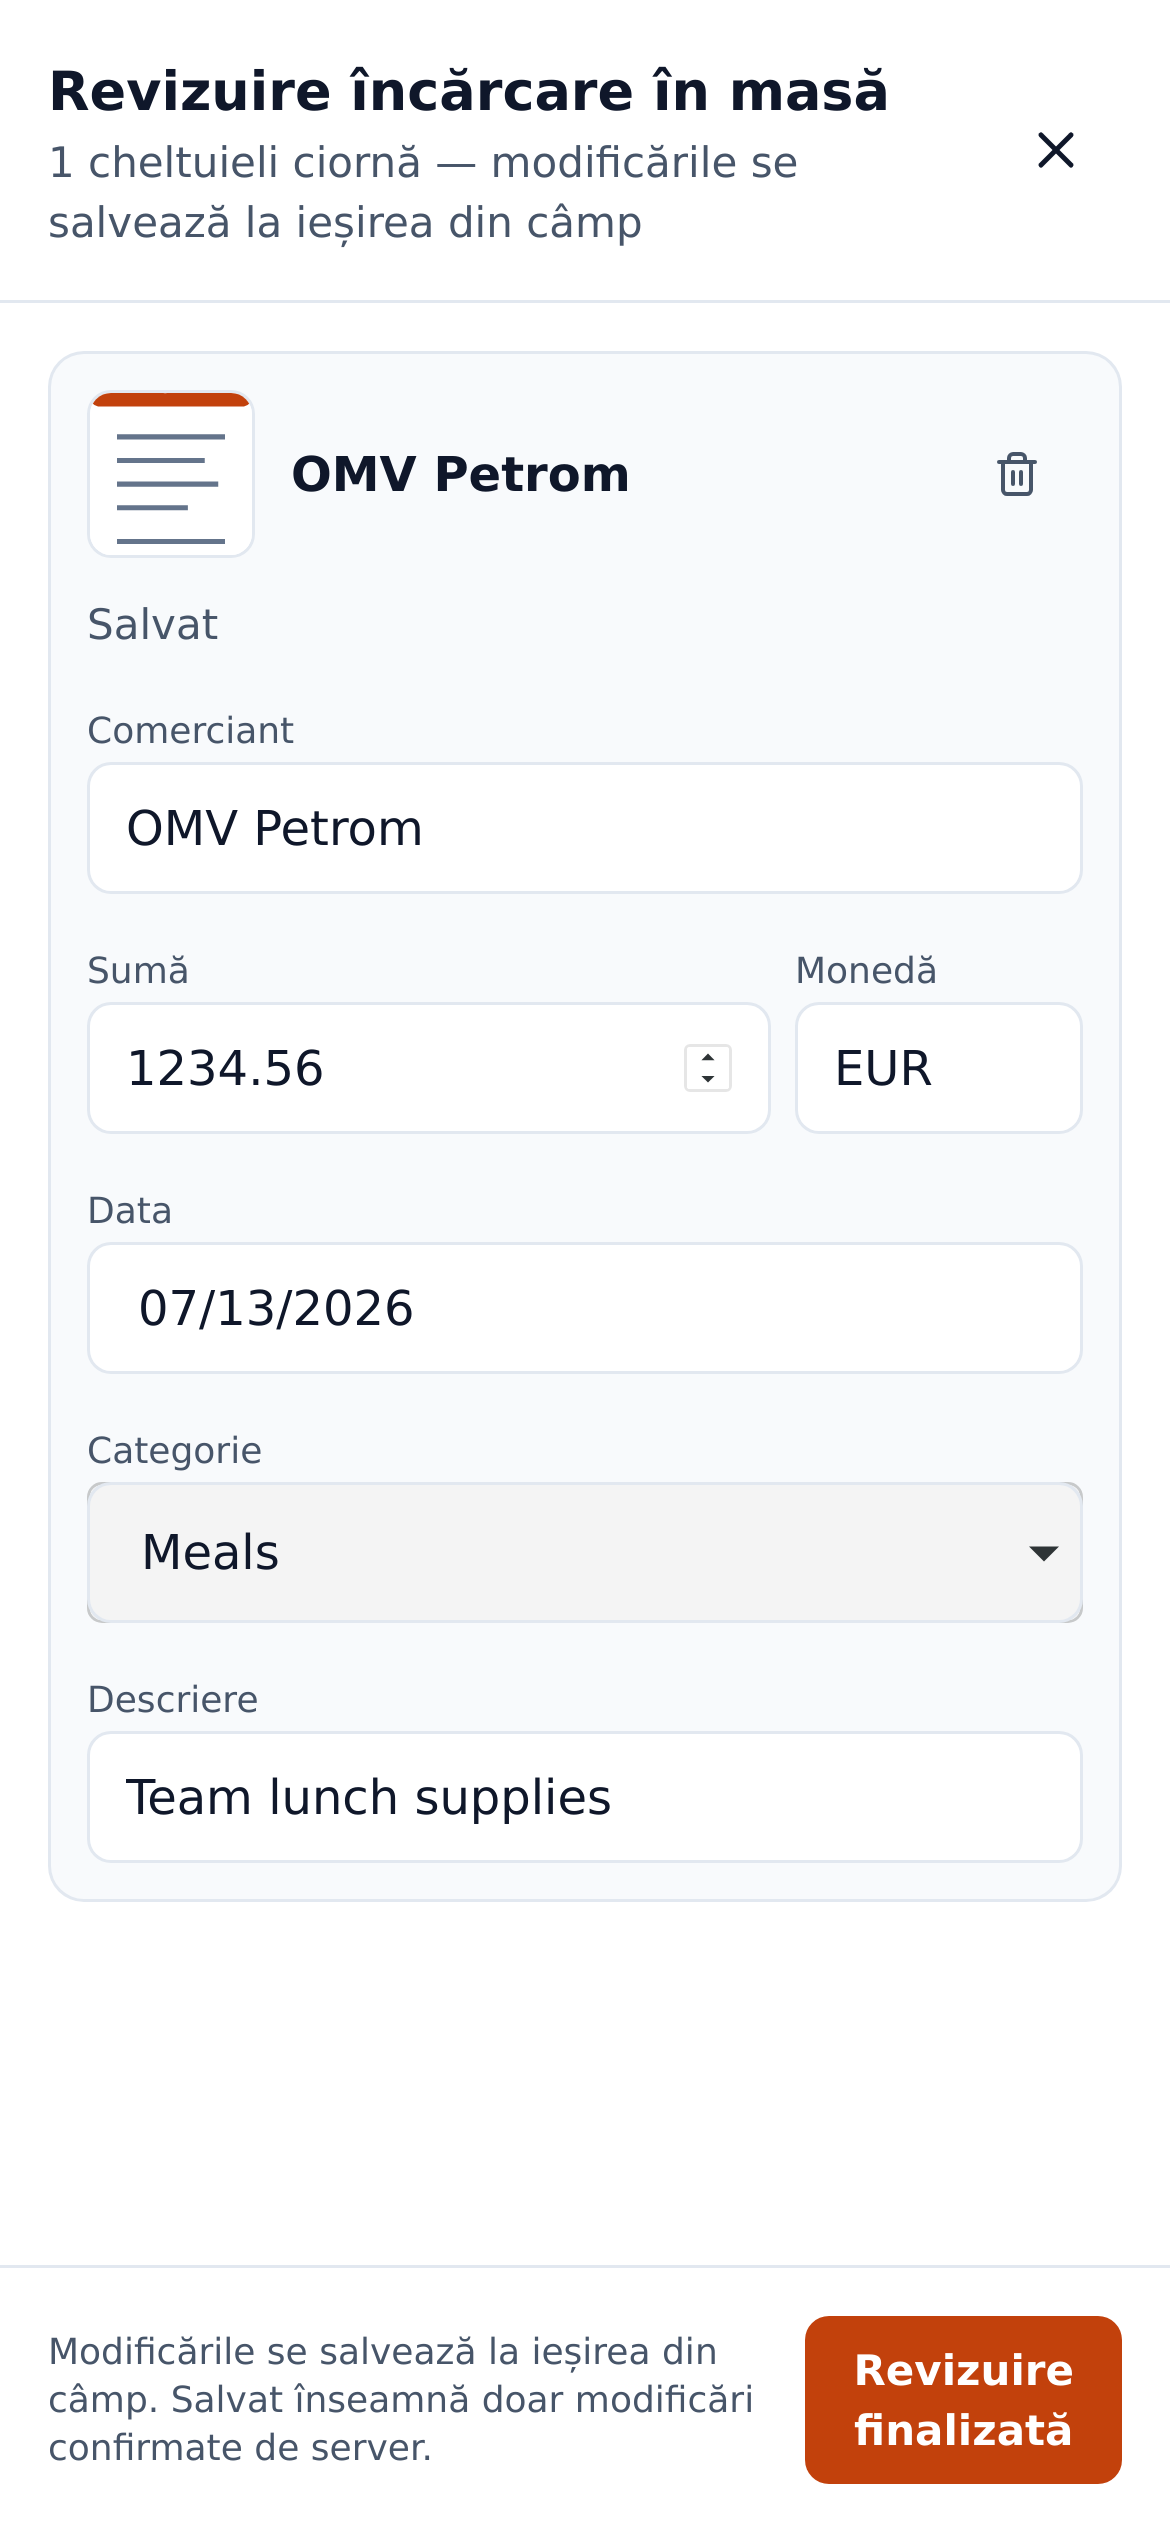 Revizuire încărcare în masă
1 cheltuieli ciornă — modificările se
salvează la ieșirea din câmp
OMV Petrom
Salvat
Comerciant
OMV Petrom
Sumă
Monedă
1234.56
EUR
Data
07/13/2026
Categorie
Meals
Descriere
Team lunch supplies
Modificările se salvează la ieșirea din
câmp. Salvat înseamnă doar modificări
confirmate de server.
Revizuire
finalizată